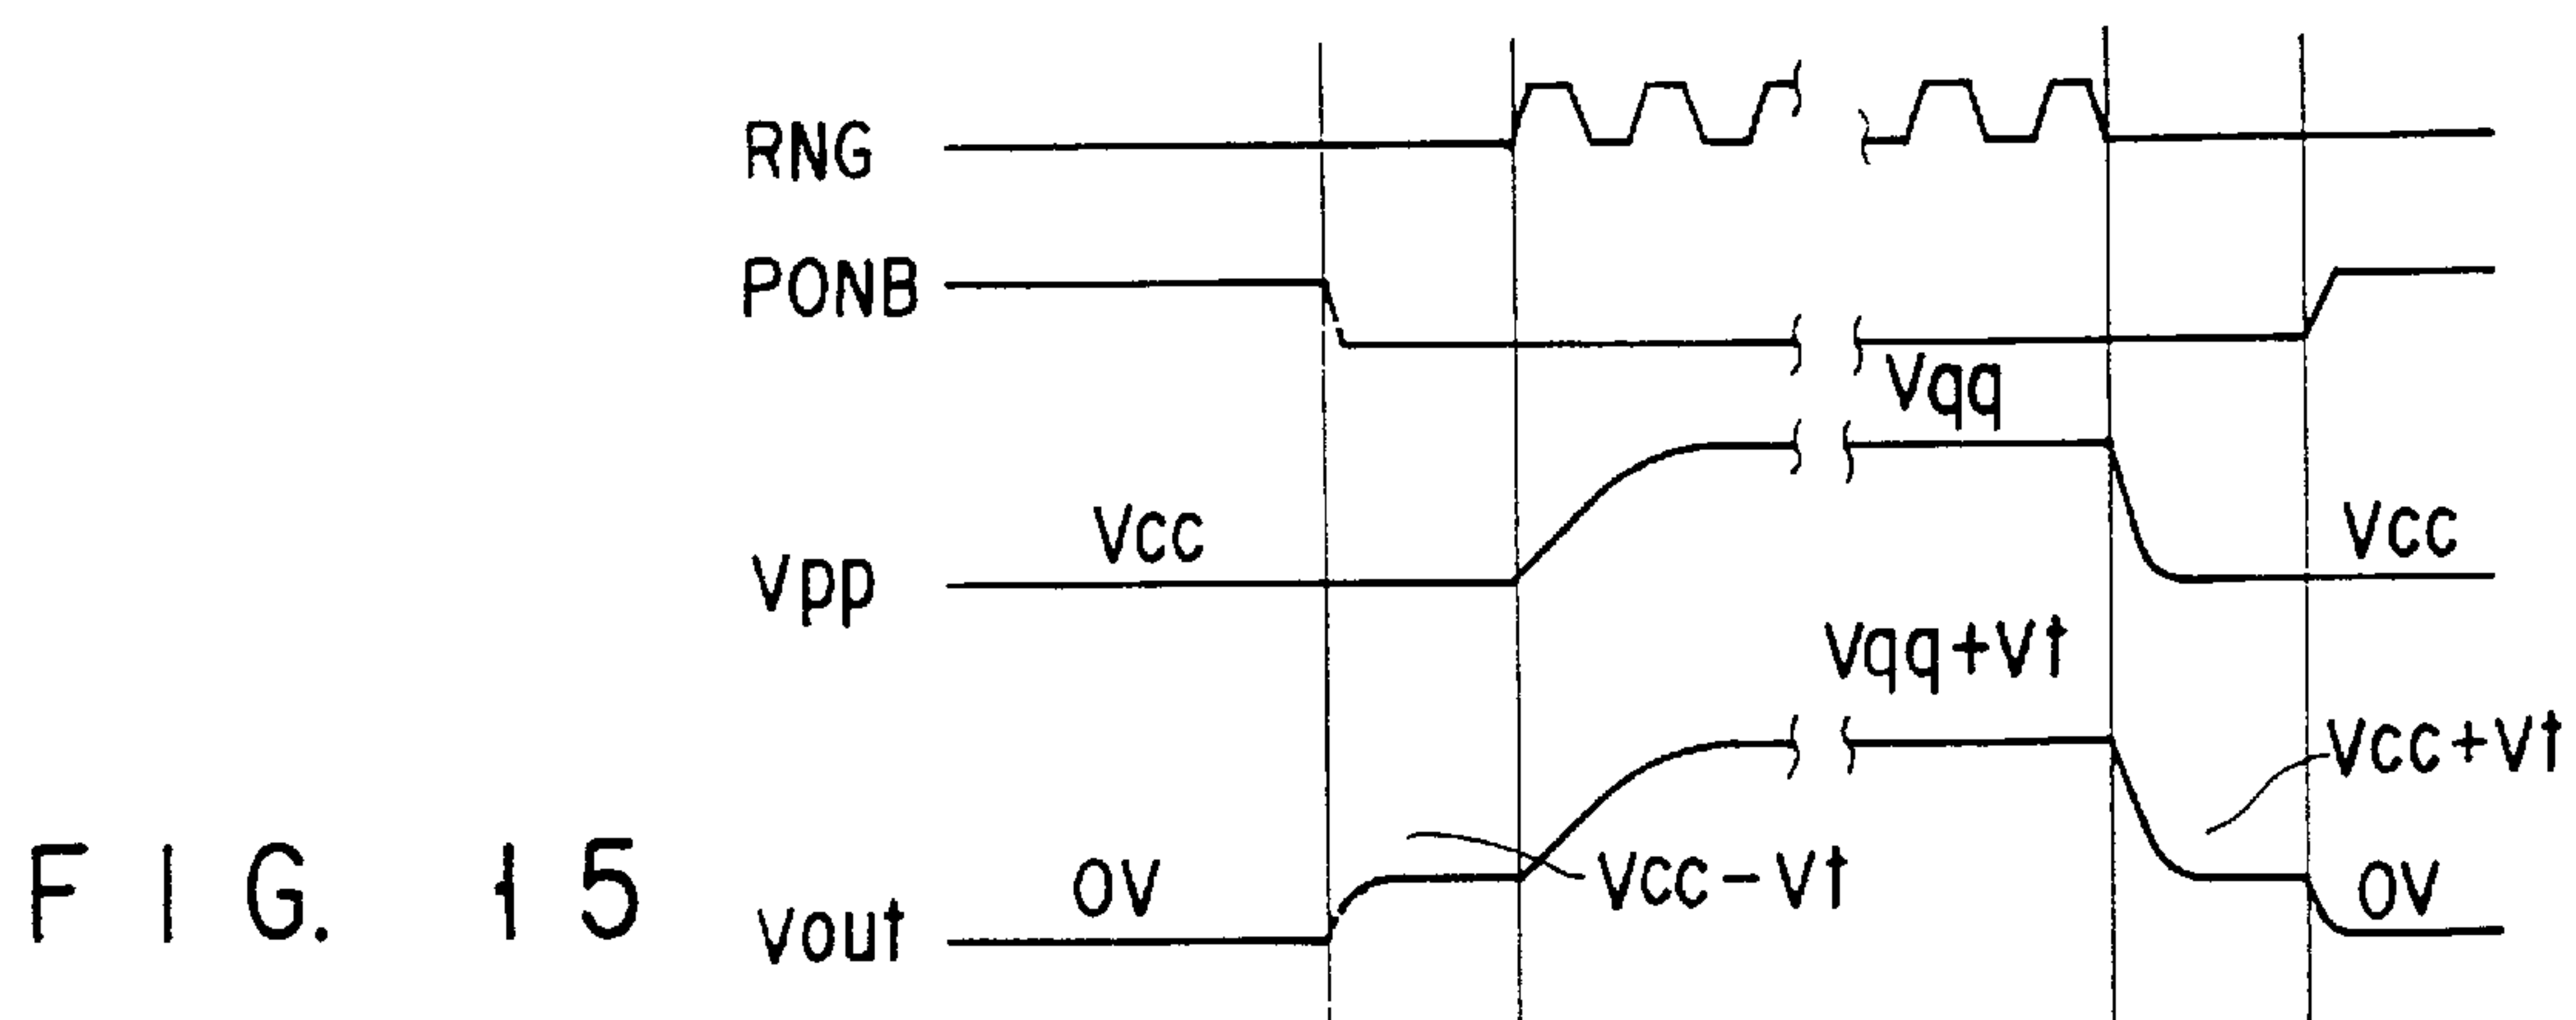 RNG
PONB
Vqq
Vcc
Vcc
Vpp
Vqq+Vt
Vcc+Vt
Vcc-Vt
0V
0V
Vout
FIG. 15